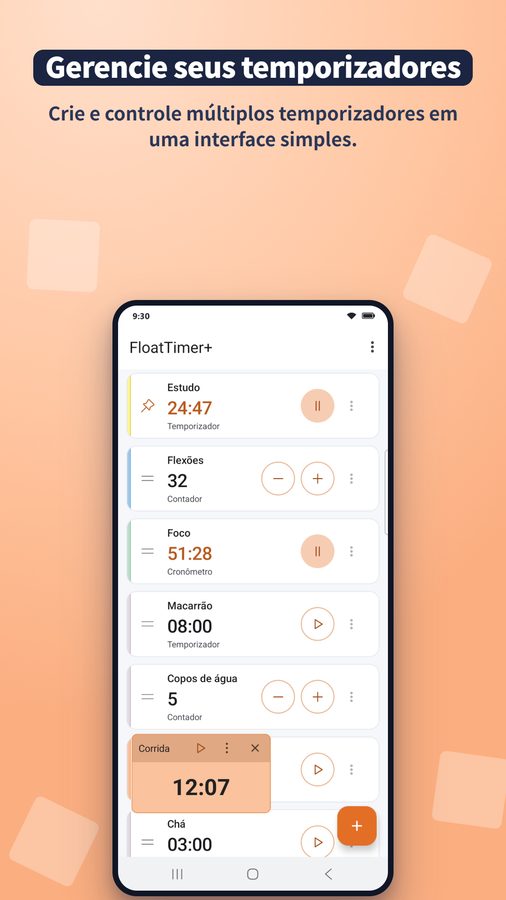 Gerencie seus temporizadores
Crie e controle múltiplos temporizadores em
uma interface simples.
9:30
FloatTimer+
Estudo
24:47
Temporizador
Flexões
32
Contador
Foco
51:28
Cronômetro
Macarrão
08:00
Temporizador
Copos de água
5
Contador
Corrida
12:07
Chá
03:00